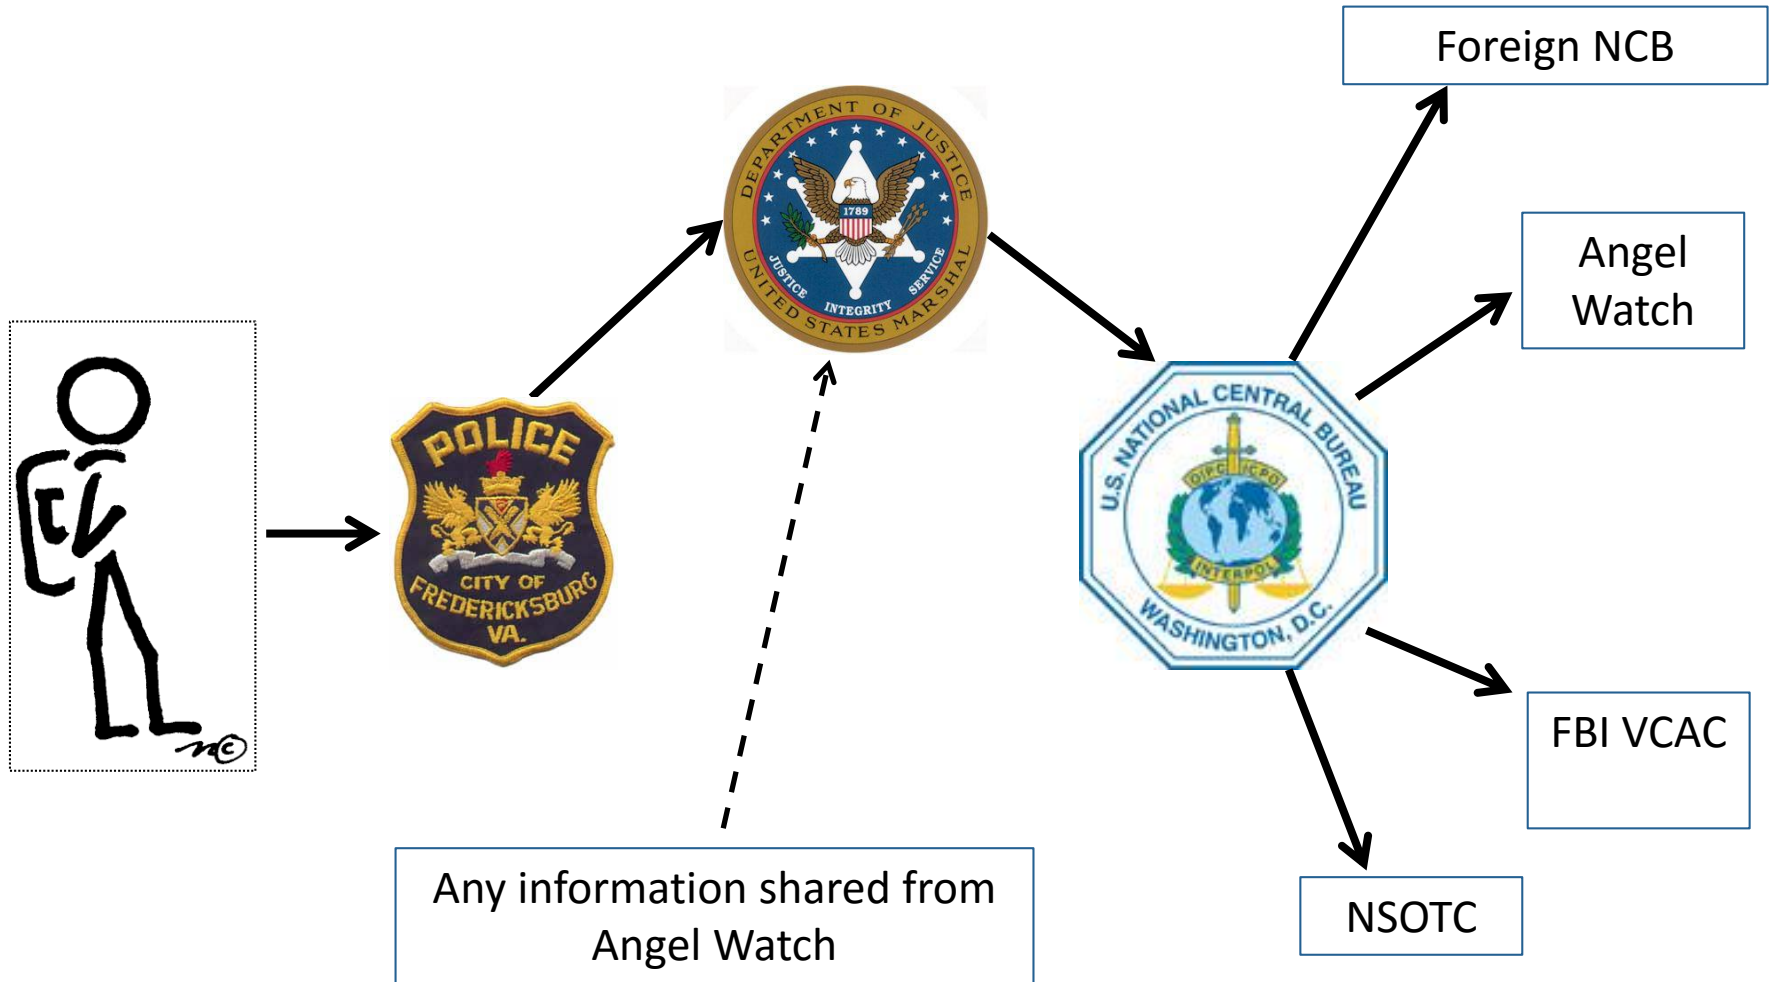 Foreign NCB
Angel
Watch
DEPARTMENT OF JUSTICE
1789
JUSTICE INTEGRITY SERVICE
UNITED STATES MARSHAL
POLICE
CITY OF
FREDERICKSBURG
VA.
U.S. NATIONAL CENTRAL BUREAU
OIPC ICPO
INTERPOL
WASHINGTON, D.C.
FBI VCAC
NSOTC
Any information shared from
Angel Watch